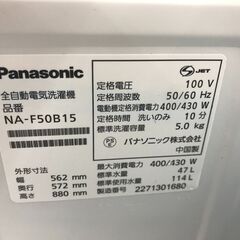 Panasonic
全自動電気洗濯機
品番
NA-F50B15
外形寸法
幅 562 mm
奥行 572 mm
高さ 880 mm
S JET
定格電圧 100 V
定格周波数 50/60 Hz
電動機定格消費電力 400/430 W
定格時間 洗いのみ 10 分
標準洗濯容量 5.0 kg
パナソニック株式会社
中国製
最大消費電力 400/430 W
標準水量 47 L
標準使用水量 114 L
2271301680